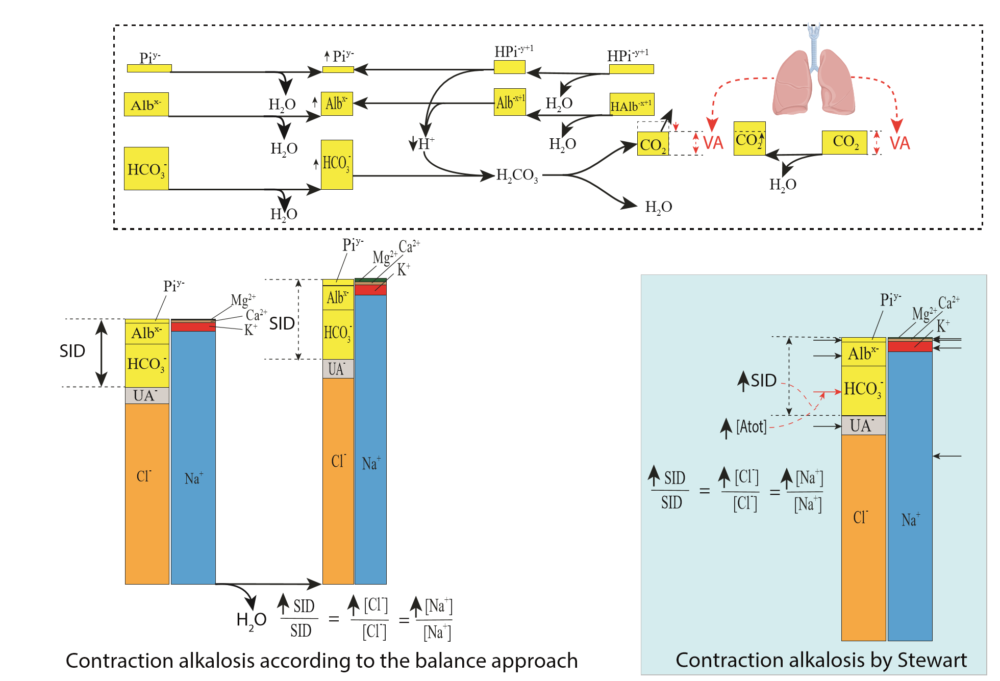 Pi^y-
↑ Pi^y-
HPi^-y+1
HPi^-y+1
H₂O
H₂O
Alb^x-
↑ Alb^x-
Alb^-x+1
HAlb^-x+1
H₂O
H₂O
HCO₃⁻
↑ HCO₃⁻
↓H⁺
H₂CO₃
CO₂
VA
CO₂ ↑
CO₂
VA
H₂O
H₂O
H₂O
Pi^y-
Mg²⁺
Ca²⁺
K⁺
SID
Alb^x-
HCO₃⁻
UA⁻
Cl⁻
Na⁺
H₂O
Pi^y-
Mg²⁺
Ca²⁺
K⁺
SID
Alb^x-
HCO₃⁻
UA⁻
Cl⁻
Na⁺
↑ SID / SID = ↑ [Cl⁻] / [Cl⁻] = ↑ [Na⁺] / [Na⁺]
Contraction alkalosis according to the balance approach
Pi^y-
Mg²⁺
Ca²⁺
K⁺
Alb^x-
↑ SID
HCO₃⁻
↑ [Atot]
UA⁻
↑ SID / SID = ↑ [Cl⁻] / [Cl⁻] = ↑ [Na⁺] / [Na⁺]
Cl⁻
Na⁺
Contraction alkalosis by Stewart